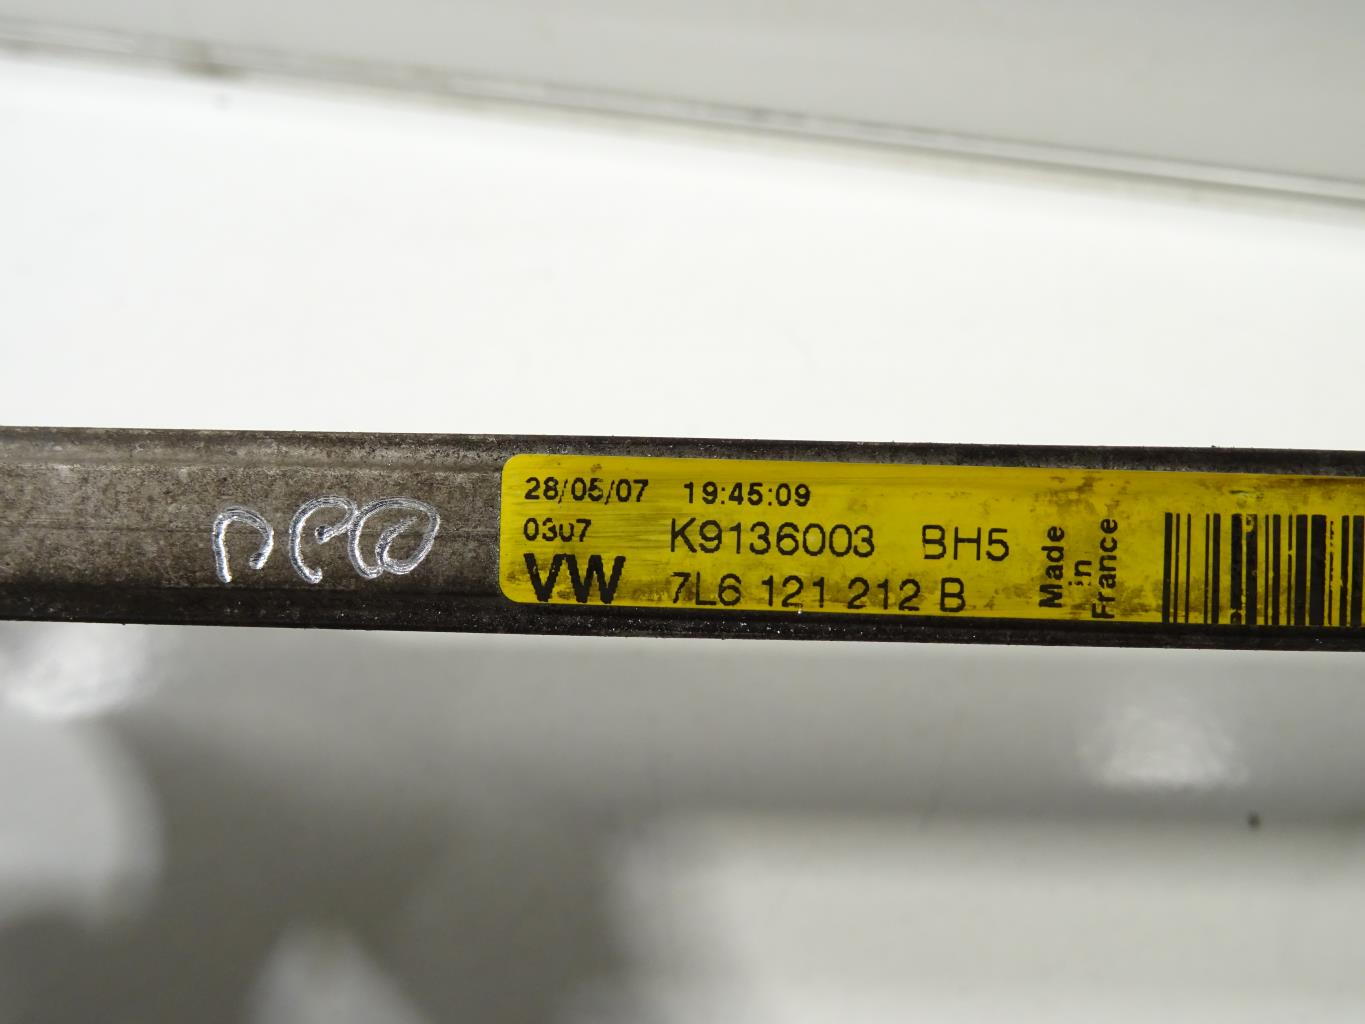 28/05/07 19:45:09
0307 K9136003 BH5
VW 7L6 121 212 B
Made
in
France